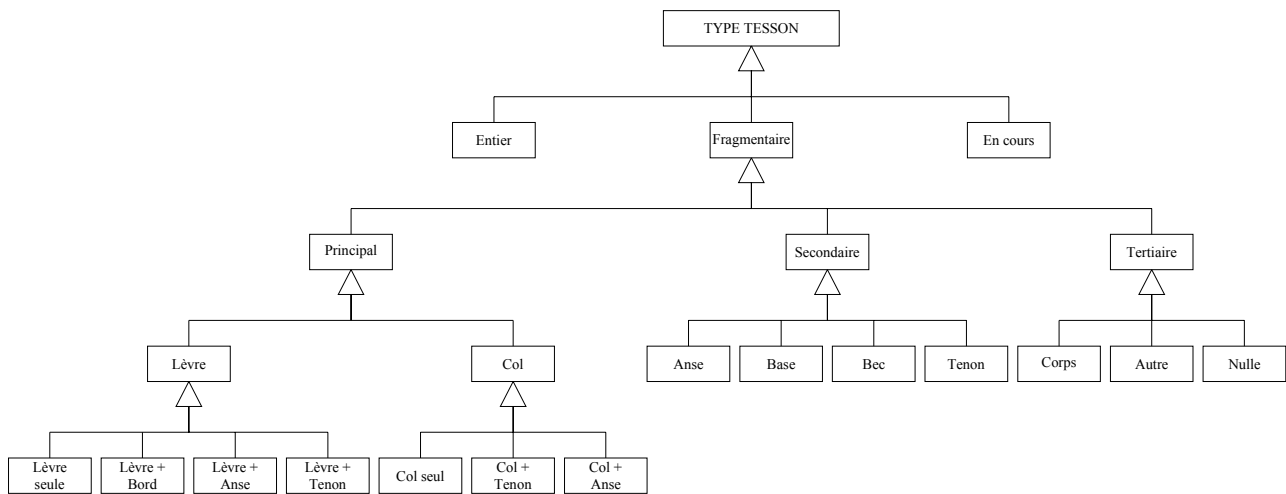 TYPE TESSON
Entier
Fragmentaire
En cours
Principal
Secondaire
Tertiaire
Lèvre
Col
Anse
Base
Bec
Tenon
Corps
Autre
Nulle
Lèvre
seule
Lèvre +
Bord
Lèvre +
Anse
Lèvre +
Tenon
Col seul
Col +
Tenon
Col +
Anse